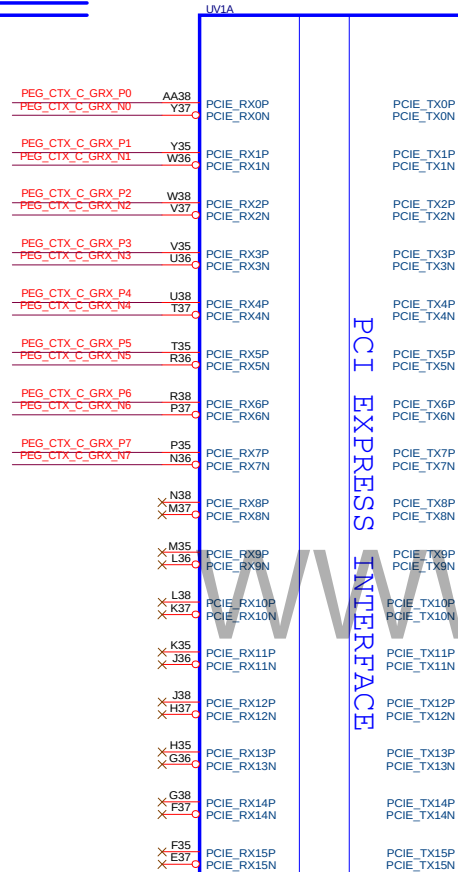 UV1A
PEG_CTX_C_GRX_P0 AA38 PCIE_RX0P PCIE_TX0P
PEG_CTX_C_GRX_N0 Y37 PCIE_RX0N PCIE_TX0N
PEG_CTX_C_GRX_P1 Y35 PCIE_RX1P PCIE_TX1P
PEG_CTX_C_GRX_N1 W36 PCIE_RX1N PCIE_TX1N
PEG_CTX_C_GRX_P2 W38 PCIE_RX2P PCIE_TX2P
PEG_CTX_C_GRX_N2 V37 PCIE_RX2N PCIE_TX2N
PEG_CTX_C_GRX_P3 V35 PCIE_RX3P PCIE_TX3P
PEG_CTX_C_GRX_N3 U36 PCIE_RX3N PCIE_TX3N
PEG_CTX_C_GRX_P4 U38 PCIE_RX4P PCIE_TX4P
PEG_CTX_C_GRX_N4 T37 PCIE_RX4N PCIE_TX4N
PEG_CTX_C_GRX_P5 T35 PCIE_RX5P PCIE_TX5P
PEG_CTX_C_GRX_N5 R36 PCIE_RX5N PCIE_TX5N
PEG_CTX_C_GRX_P6 R38 PCIE_RX6P PCIE_TX6P
PEG_CTX_C_GRX_N6 P37 PCIE_RX6N PCIE_TX6N
PEG_CTX_C_GRX_P7 P35 PCIE_RX7P PCIE_TX7P
PEG_CTX_C_GRX_N7 N36 PCIE_RX7N PCIE_TX7N
N38 PCIE_RX8P PCIE_TX8P
M37 PCIE_RX8N PCIE_TX8N
M35 PCIE_RX9P PCIE_TX9P
L36 PCIE_RX9N PCIE_TX9N
L38 PCIE_RX10P PCIE_TX10P
K37 PCIE_RX10N PCIE_TX10N
K35 PCIE_RX11P PCIE_TX11P
J36 PCIE_RX11N PCIE_TX11N
J38 PCIE_RX12P PCIE_TX12P
H37 PCIE_RX12N PCIE_TX12N
H35 PCIE_RX13P PCIE_TX13P
G36 PCIE_RX13N PCIE_TX13N
G38 PCIE_RX14P PCIE_TX14P
F37 PCIE_RX14N PCIE_TX14N
F35 PCIE_RX15P PCIE_TX15P
E37 PCIE_RX15N PCIE_TX15N
PCI EXPRESS INTERFACE